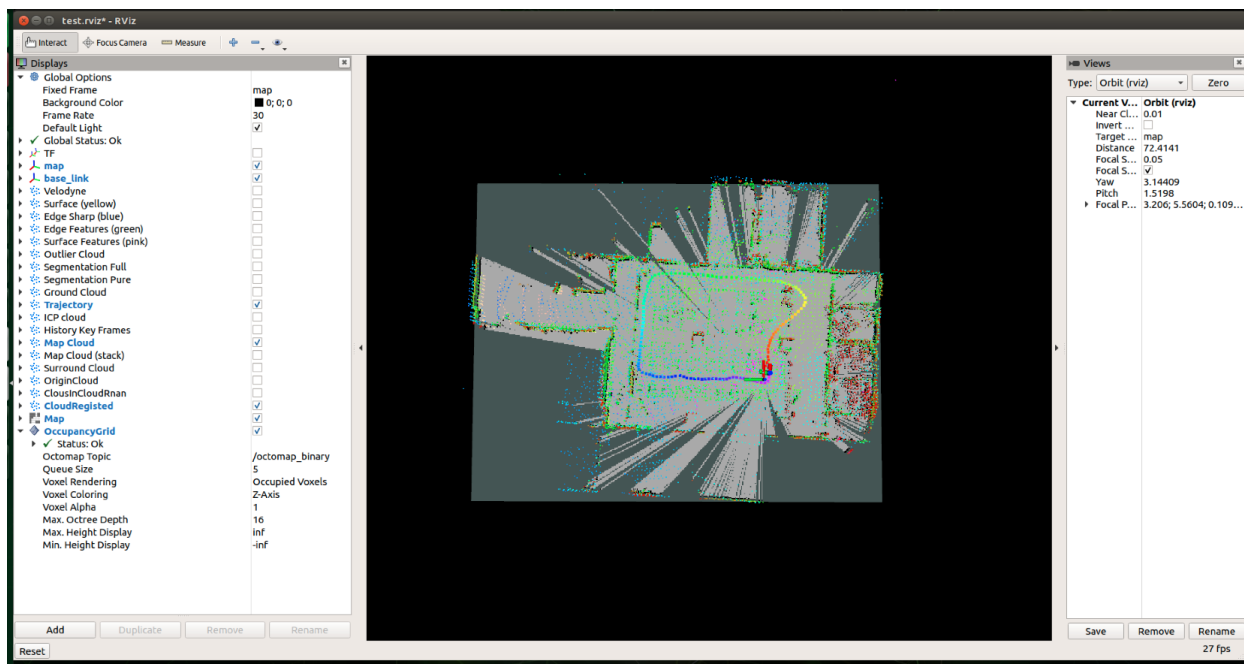 test.rviz* - RViz
Interact Focus Camera Measure
Displays
Global Options
Fixed Frame map
Background Color 0; 0; 0
Frame Rate 30
Default Light
Global Status: Ok
TF
map
base_link
Velodyne
Surface (yellow)
Edge Sharp (blue)
Edge Features (green)
Surface Features (pink)
Outlier Cloud
Segmentation Full
Segmentation Pure
Ground Cloud
Trajectory
ICP cloud
History Key Frames
Map Cloud
Map Cloud (stack)
Surround Cloud
OriginCloud
ClousInCloudRnan
CloudRegisted
Map
OccupancyGrid
Status: Ok
Octomap Topic /octomap_binary
Queue Size 5
Voxel Rendering Occupied Voxels
Voxel Coloring Z-Axis
Voxel Alpha 1
Max. Octree Depth 16
Max. Height Display inf
Min. Height Display -inf
Add Duplicate Remove Rename
Reset
Views
Type: Orbit (rviz) Zero
Current V... Orbit (rviz)
Near Cl... 0.01
Invert ...
Target ... map
Distance 72.4141
Focal S... 0.05
Focal S...
Yaw 3.14409
Pitch 1.5198
Focal P... 3.206; 5.5604; 0.109...
Save Remove Rename
27 fps